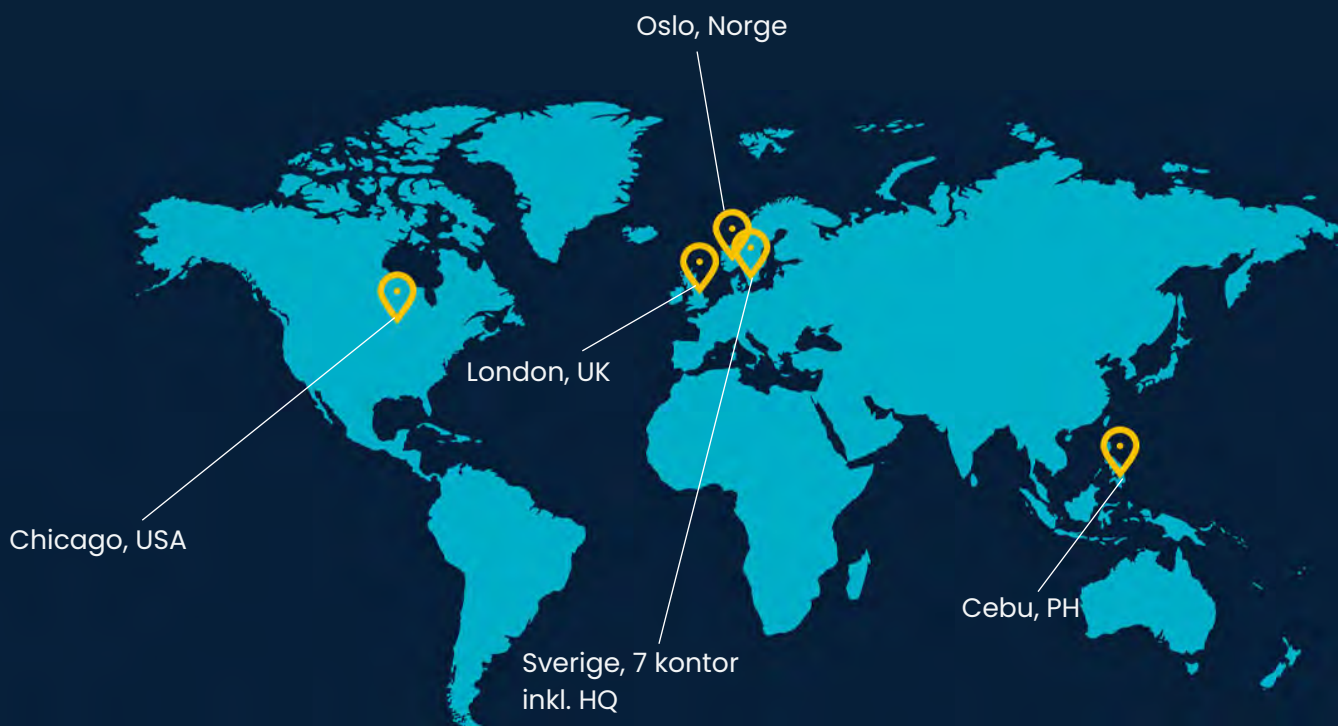 Oslo, Norge
London, UK
Chicago, USA
Cebu, PH
Sverige, 7 kontor
inkl. HQ